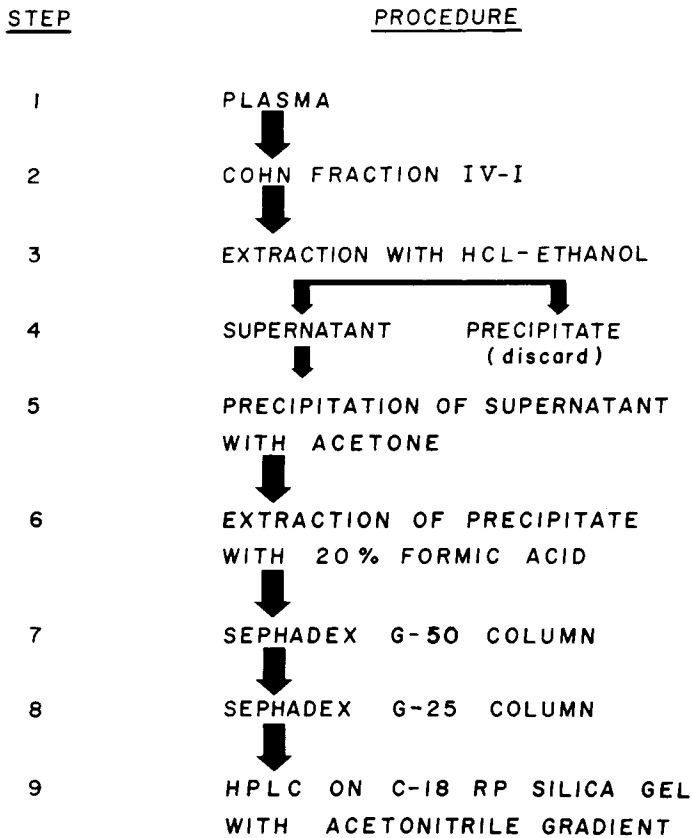 STEP PROCEDURE
1 PLASMA
2 COHN FRACTION IV-I
3 EXTRACTION WITH HCL-ETHANOL
4 SUPERNATANT PRECIPITATE
(discard)
5 PRECIPITATION OF SUPERNATANT
WITH ACETONE
6 EXTRACTION OF PRECIPITATE
WITH 20% FORMIC ACID
7 SEPHADEX G-50 COLUMN
8 SEPHADEX G-25 COLUMN
9 HPLC ON C-18 RP SILICA GEL
WITH ACETONITRILE GRADIENT